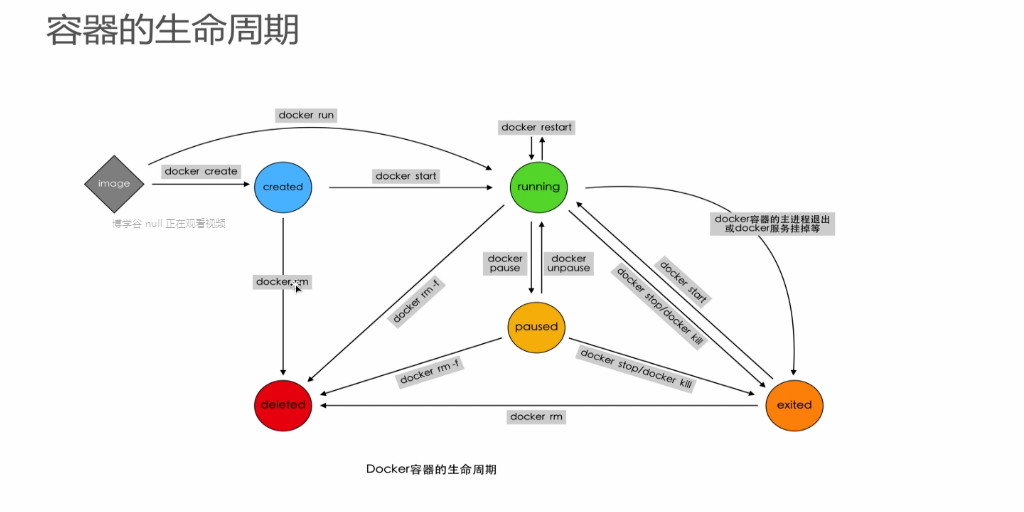 容器的生命周期
docker run
docker restart
image
docker create
created
docker start
running
博学谷 null 正在观看视频
docker容器的主进程退出
或docker服务挂掉等
docker
pause
docker
unpause
docker start
docker stop/docker kill
docker rm
docker rm -f
paused
docker rm -f
docker stop/docker kill
deleted
docker rm
exited
Docker容器的生命周期